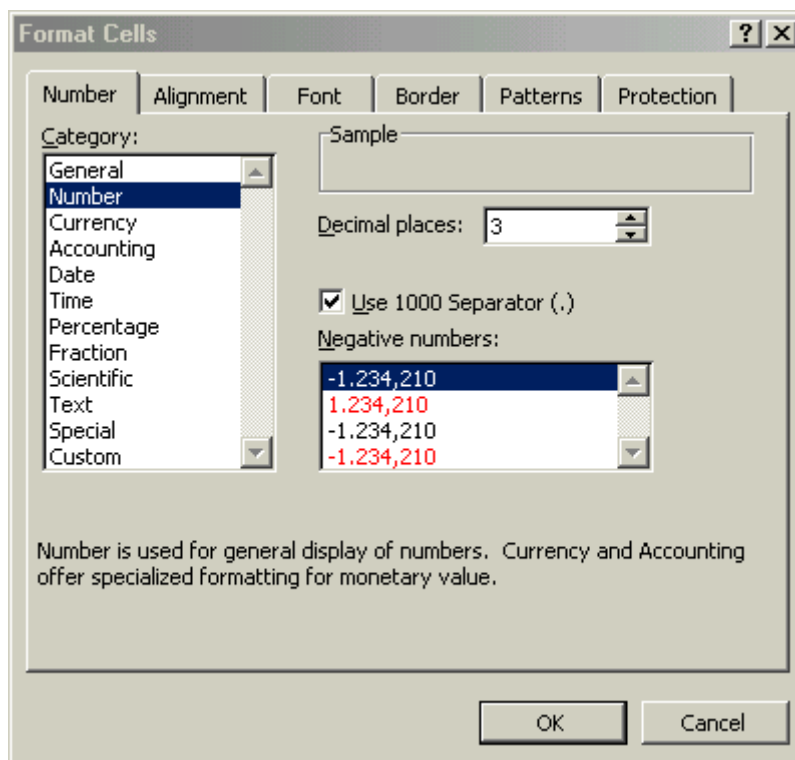 Format Cells
Number Alignment Font Border Patterns Protection
Category:
General
Number
Currency
Accounting
Date
Time
Percentage
Fraction
Scientific
Text
Special
Custom
Sample
Decimal places: 3
Use 1000 Separator (.)
Negative numbers:
-1.234,210
1.234,210
-1.234,210
-1.234,210
Number is used for general display of numbers. Currency and Accounting
offer specialized formatting for monetary value.
OK Cancel